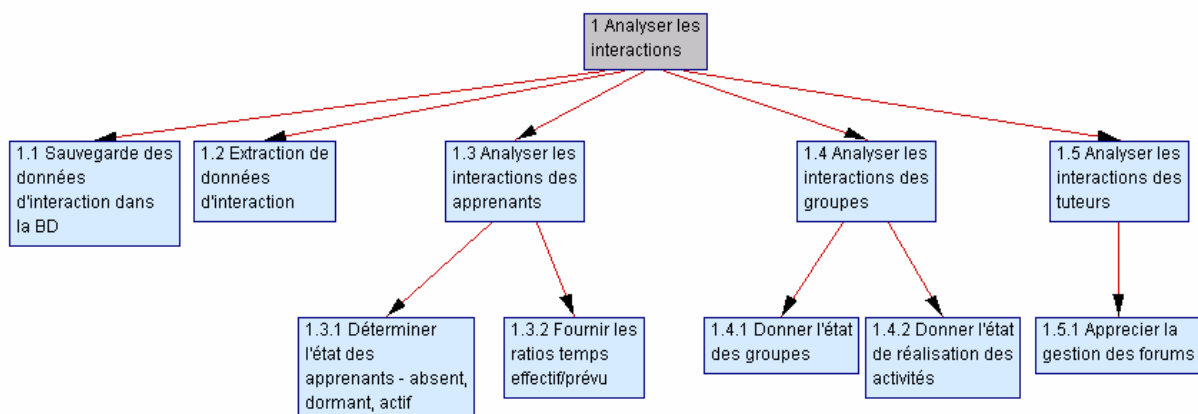 1 Analyser les
interactions
1.1 Sauvegarde des
données
d'interaction dans
la BD
1.2 Extraction de
données
d'interaction
1.3 Analyser les
interactions des
apprenants
1.4 Analyser les
interactions des
groupes
1.5 Analyser les
interactions des
tuteurs
1.3.1 Déterminer
l'état des
apprenants - absent,
dormant, actif
1.3.2 Fournir les
ratios temps
effectif/prévu
1.4.1 Donner l'état
des groupes
1.4.2 Donner l'état
de réalisation des
activités
1.5.1 Apprecier la
gestion des forums